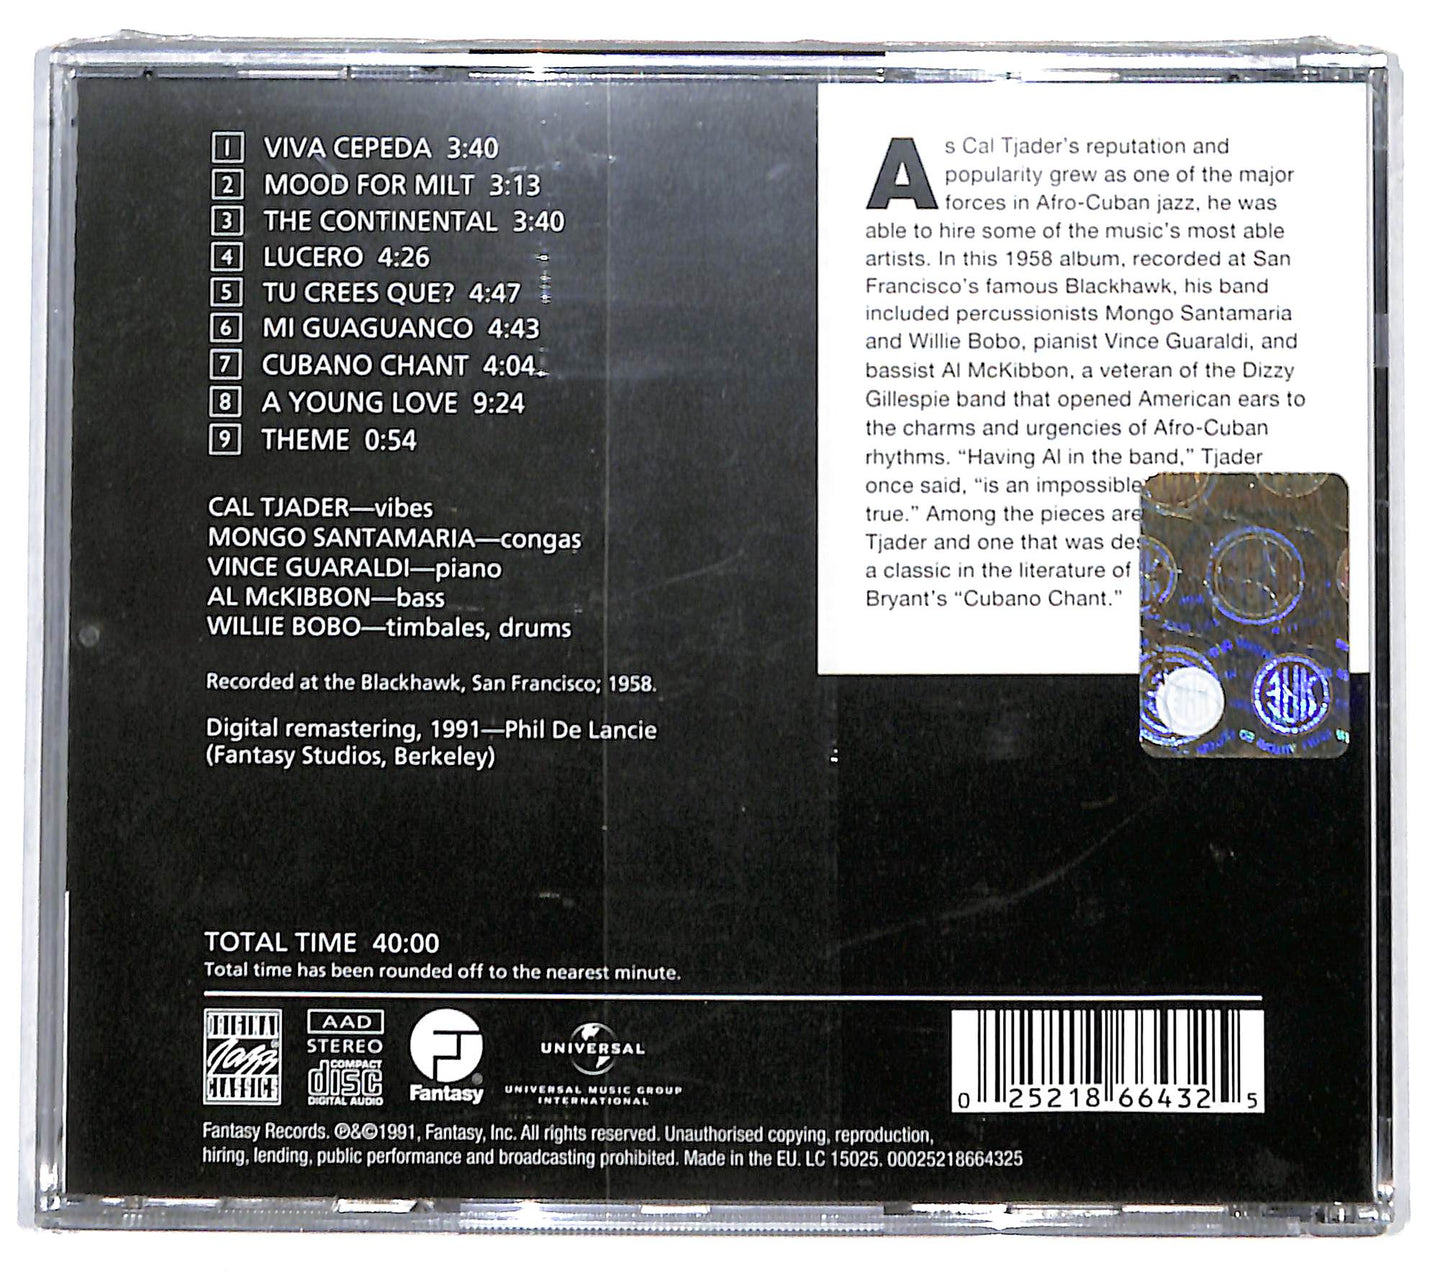 1 VIVA CEPEDA 3:40
2 MOOD FOR MILT 3:13
3 THE CONTINENTAL 3:40
4 LUCERO 4:26
5 TU CREES QUE? 4:47
6 MI GUAGUANCO 4:43
7 CUBANO CHANT 4:04
8 A YOUNG LOVE 9:24
9 THEME 0:54
CAL TJADER—vibes
MONGO SANTAMARIA—congas
VINCE GUARALDI—piano
AL McKIBBON—bass
WILLIE BOBO—timbales, drums
Recorded at the Blackhawk, San Francisco; 1958.
Digital remastering, 1991—Phil De Lancie
(Fantasy Studios, Berkeley)
As Cal Tjader's reputation and
popularity grew as one of the major
forces in Afro-Cuban jazz, he was
able to hire some of the music's most able
artists. In this 1958 album, recorded at San
Francisco's famous Blackhawk, his band
included percussionists Mongo Santamaria
and Willie Bobo, pianist Vince Guaraldi, and
bassist Al McKibbon, a veteran of the Dizzy
Gillespie band that opened American ears to
the charms and urgencies of Afro-Cuban
rhythms. “Having Al in the band,” Tjader
once said, “is an impossible
true.” Among the pieces are
Tjader and one that was des
a classic in the literature of
Bryant's “Cubano Chant.”
TOTAL TIME 40:00
Total time has been rounded off to the nearest minute.
ORIGINAL
Jazz
CLASSICS
AAD
STEREO
COMPACT
disc
DIGITAL AUDIO
Fantasy®
UNIVERSAL
UNIVERSAL MUSIC GROUP
INTERNATIONAL
0 25218 66432 5
Fantasy Records. ℗&©1991, Fantasy, Inc. All rights reserved. Unauthorised copying, reproduction,
hiring, lending, public performance and broadcasting prohibited. Made in the EU. LC 15025. 00025218664325